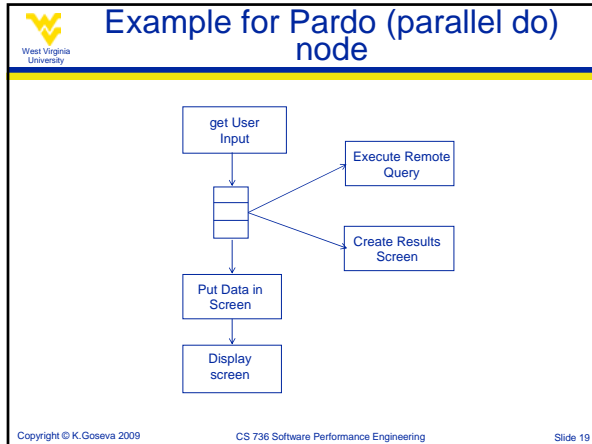 West Virginia
University
Example for Pardo (parallel do)
node
get User
Input
Execute Remote
Query
Create Results
Screen
Put Data in
Screen
Display
screen
Copyright © K.Goseva 2009
CS 736 Software Performance Engineering
Slide 19